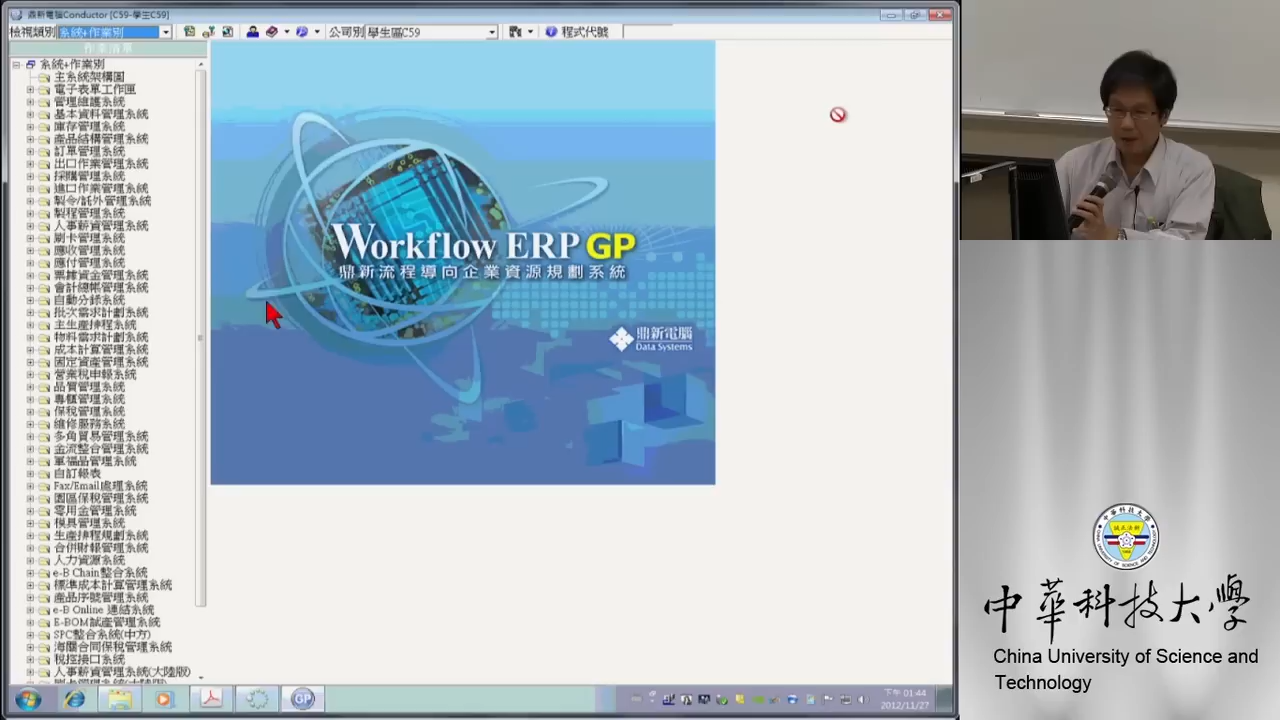 鼎新電腦Conductor [C59-學生C59]
檢視類別 系統+作業別 公司別 學生區C59 程式代號
作業清單
系統+作業別
主系統架構圖
電子表單工作匣
管理維護系統
基本資料管理系統
庫存管理系統
產品結構管理系統
訂單管理系統
出口作業管理系統
採購管理系統
進口作業管理系統
製令/託外管理系統
製程管理系統
人事薪資管理系統
刷卡管理系統
應收管理系統
應付管理系統
票據資金管理系統
會計總帳管理系統
自動分錄系統
批次需求計劃系統
主生產排程系統
物料需求計劃系統
成本計算管理系統
固定資產管理系統
營業稅申報系統
品質管理系統
專櫃管理系統
保稅管理系統
維修服務系統
多角貿易管理系統
金流整合管理系統
軍福品管理系統
自訂報表
Fax/Email處理系統
園區保稅管理系統
零用金管理系統
模具管理系統
生產排程規劃系統
合併財報管理系統
人力資源系統
e-B Chain整合系統
標準成本計算管理系統
產品序號管理系統
e-B Online 連結系統
E-BOM試產管理系統
SPC整合系統(中方)
海關合同保稅管理系統
稅控接口系統
人事薪資管理系統(大陸版)
Workflow ERP GP
鼎新流程導向企業資源規劃系統
鼎新電腦
Data Systems
GP
下午 01:44
2012/11/27
中華科技大學
China University of Science and
Technology